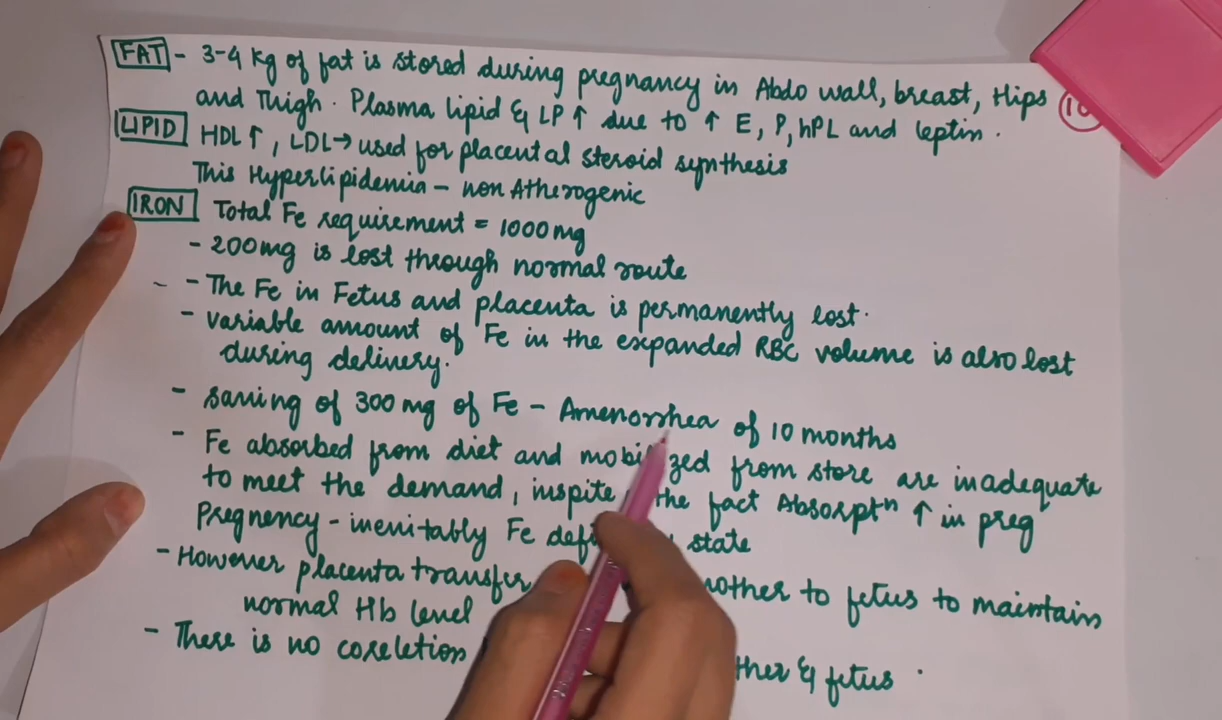 FAT - 3-4 kg of fat is stored during pregnancy in Abdo wall, breast, Hips
and Thigh. Plasma lipid & LP ↑ due to ↑ E, P, hPL and leptin.
LIPID HDL↑, LDL→used for placental steroid synthesis
This Hyperlipidemia - non Atherogenic
IRON Total Fe requirement = 1000mg
- 200mg is lost through normal route
- The Fe in Fetus and placenta is permanently lost.
- variable amount of Fe in the expanded RBC volume is also lost
during delivery.
- saving of 300 mg of Fe - Amenorrhea of 10 months
- Fe absorbed from diet and mobilized from store are inadequate
to meet the demand, inspite the fact Absorptn ↑ in preg
Pregnency - inevitably Fe state
- However placenta transfer mother to fetus to maintain
normal Hb level
- There is no coreletion & fetus